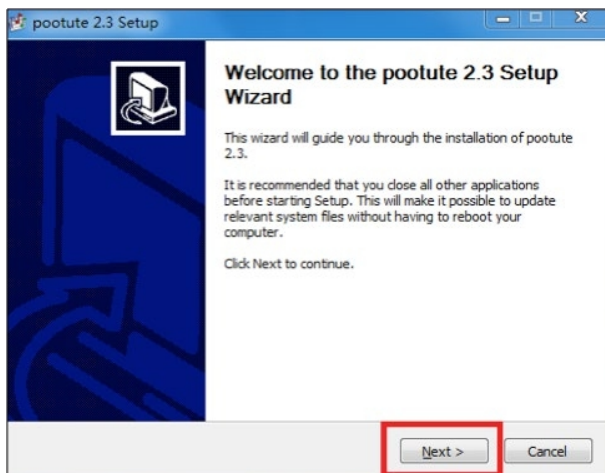 pootute 2.3 Setup
Welcome to the pootute 2.3 Setup
Wizard
This wizard will guide you through the installation of pootute
2.3.
It is recommended that you close all other applications
before starting Setup. This will make it possible to update
relevant system files without having to reboot your
computer.
Click Next to continue.
Next >
Cancel